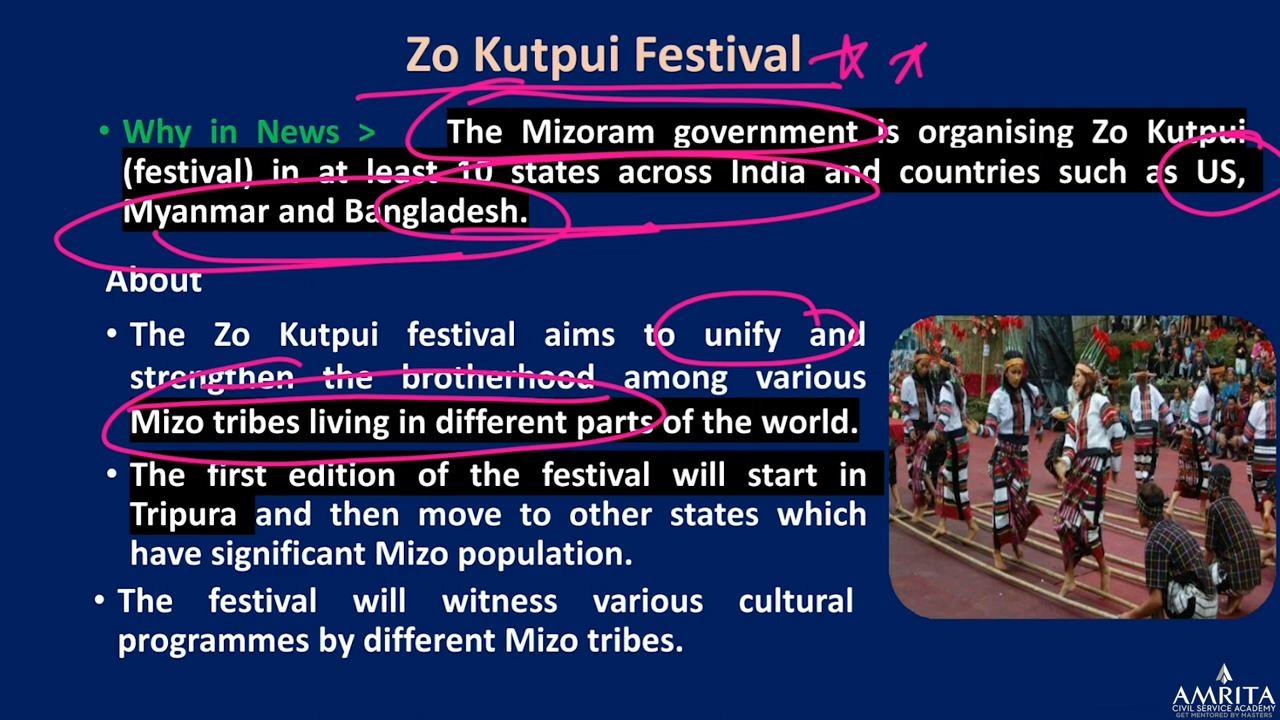 Zo Kutpui Festival
• Why in News > The Mizoram government is organising Zo Kutpui
(festival) in at least 10 states across India and countries such as US,
Myanmar and Bangladesh.
About
• The Zo Kutpui festival aims to unify and
strengthen the brotherhood among various
Mizo tribes living in different parts of the world.
• The first edition of the festival will start in
Tripura and then move to other states which
have significant Mizo population.
• The festival will witness various cultural
programmes by different Mizo tribes.
AMRITA
CIVIL SERVICE ACADEMY
GET MENTORED BY MASTERS